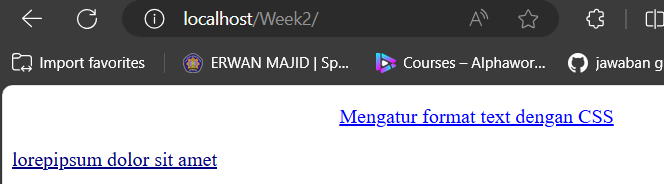 localhost/Week2/
Import favorites
ERWAN MAJID | Sp...
Courses – Alphawor...
jawaban g
Mengatur format text dengan CSS
lorepipsum dolor sit amet